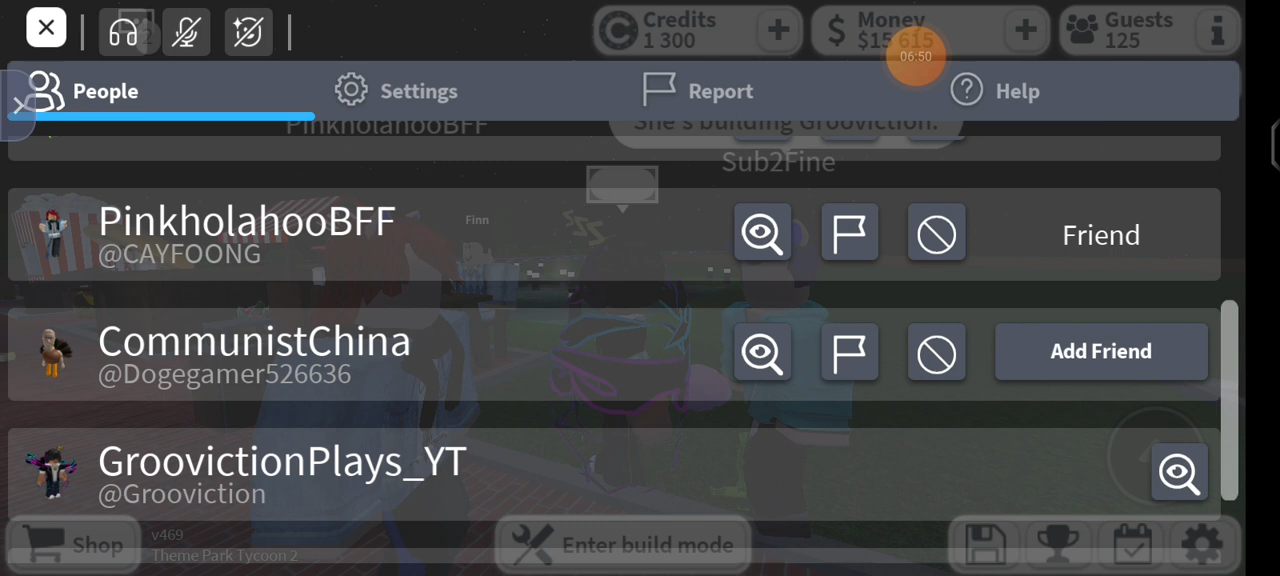 Credits
1 300
Money
$15 615
Guests
125
06:50
People
Settings
Report
Help
PinkholahooBFF
She's building Grooviction.
Sub2Fine
PinkholahooBFF
@CAYFOONG
Friend
Finn
CommunistChina
@Dogegamer526636
Add Friend
GroovictionPlays_YT
@Grooviction
Shop
v469
Theme Park Tycoon 2
Enter build mode